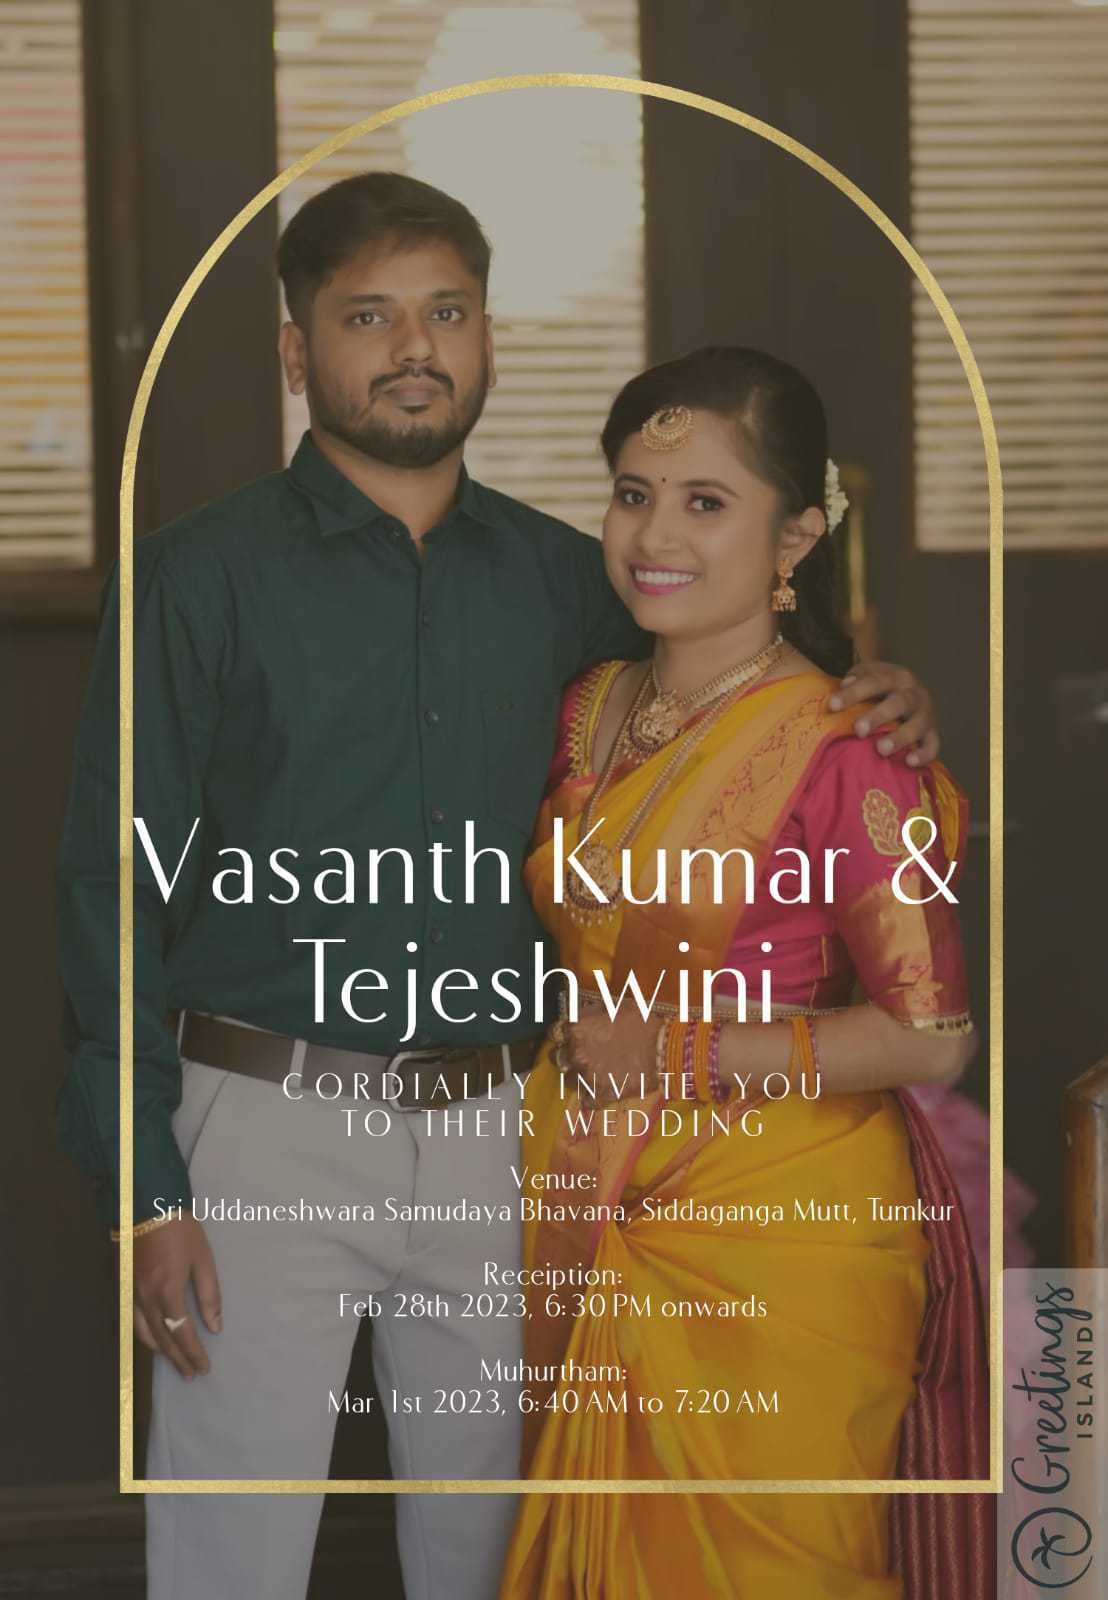 Vasanth Kumar &
Tejeshwini
CORDIALLY INVITE YOU
TO THEIR WEDDING
Venue:
Sri Uddaneshwara Samudaya Bhavana, Siddaganga Mutt, Tumkur
Receiption:
Feb 28th 2023, 6:30 PM onwards
Muhurtham:
Mar 1st 2023, 6:40 AM to 7:20 AM
Greetings
ISLAND